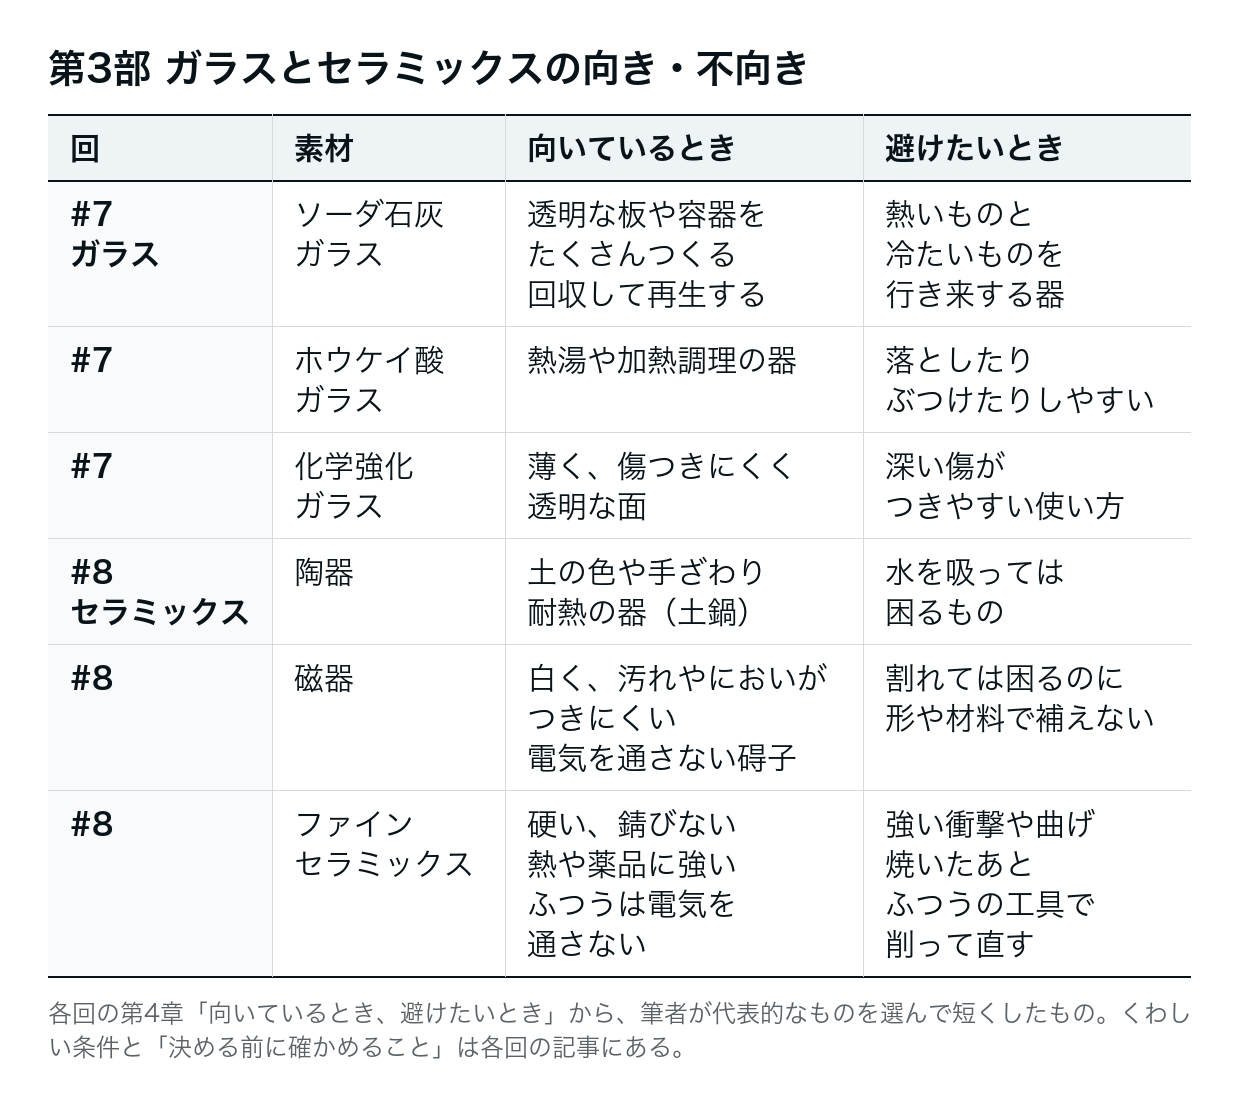 第3部 ガラスとセラミックスの向き・不向き
回 素材 向いているとき 避けたいとき
#7 ソーダ石灰 透明な板や容器を 熱いものと
ガラス ガラス たくさんつくる 冷たいものを
回収して再生する 行き来する器
#7 ホウケイ酸 熱湯や加熱調理の器 落としたり
ガラス ぶつけたりしやすい
#7 化学強化 薄く、傷つきにくく 深い傷が
ガラス 透明な面 つきやすい使い方
#8 陶器 土の色や手ざわり 水を吸っては
セラミックス 耐熱の器（土鍋） 困るもの
#8 磁器 白く、汚れやにおいが 割れては困るのに
つきにくい 形や材料で補えない
電気を通さない碍子
#8 ファイン 硬い、錆びない 強い衝撃や曲げ
セラミックス 熱や薬品に強い 焼いたあと
ふつうは電気を ふつうの工具で
通さない 削って直す
各回の第4章「向いているとき、避けたいとき」から、筆者が代表的なものを選んで短くしたもの。くわし
い条件と「決める前に確かめること」は各回の記事にある。